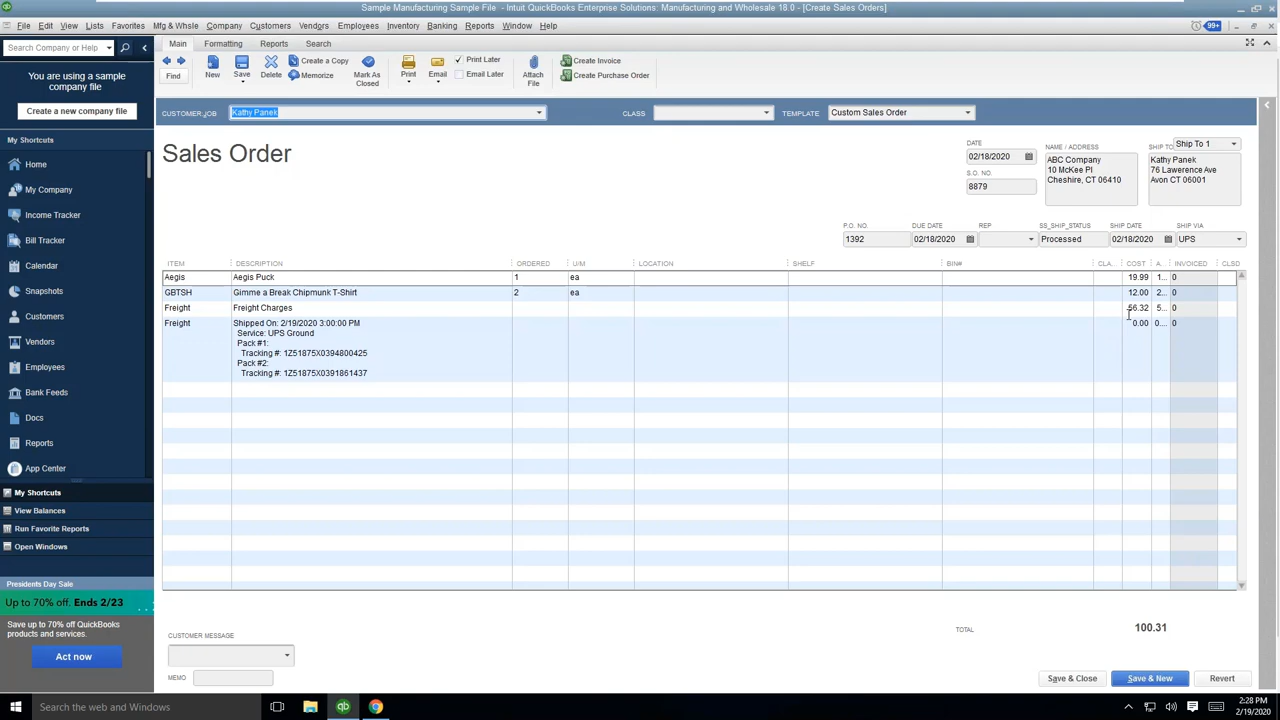 Sample Manufacturing Sample File - Intuit QuickBooks Enterprise Solutions: Manufacturing and Wholesale 18.0 - [Create Sales Orders]
File Edit View Lists Favorites Mfg & Whsle Company Customers Vendors Employees Inventory Banking Reports Window Help 99+
Search Company or Help
Main Formatting Reports Search
Find
New
Save
Delete
Create a Copy
Memorize
Mark As
Closed
Print
Email
Print Later
Email Later
Attach
File
Create Invoice
Create Purchase Order
You are using a sample
company file
Create a new company file
My Shortcuts
Home
My Company
Income Tracker
Bill Tracker
Calendar
Snapshots
Customers
Vendors
Employees
Bank Feeds
Docs
Reports
App Center
My Shortcuts
View Balances
Run Favorite Reports
Open Windows
Presidents Day Sale
Up to 70% off. Ends 2/23
Save up to 70% off QuickBooks
products and services.
Act now
CUSTOMER:JOB Kathy Panek CLASS TEMPLATE Custom Sales Order
Sales Order
DATE
02/18/2020
S.O. NO.
8879
NAME / ADDRESS
ABC Company
10 McKee Pl
Cheshire, CT 06410
SHIP TO Ship To 1
Kathy Panek
76 Lawerence Ave
Avon CT 06001
P.O. NO. DUE DATE REP SS_SHIP_STATUS SHIP DATE SHIP VIA
1392 02/18/2020 Processed 02/18/2020 UPS
ITEM DESCRIPTION ORDERED U/M LOCATION SHELF BIN# CLA... COST A... INVOICED CLSD
Aegis Aegis Puck 1 ea 19.99 1... 0
GBTSH Gimme a Break Chipmunk T-Shirt 2 ea 12.00 2... 0
Freight Freight Charges 56.32 5... 0
Freight Shipped On: 2/19/2020 3:00:00 PM 0.00 0... 0
Service: UPS Ground
Pack #1:
Tracking #: 1Z51875X0394800425
Pack #2:
Tracking #: 1Z51875X0391861437
TOTAL 100.31
CUSTOMER MESSAGE
MEMO
Save & Close Save & New Revert
Search the web and Windows
2:28 PM
2/19/2020